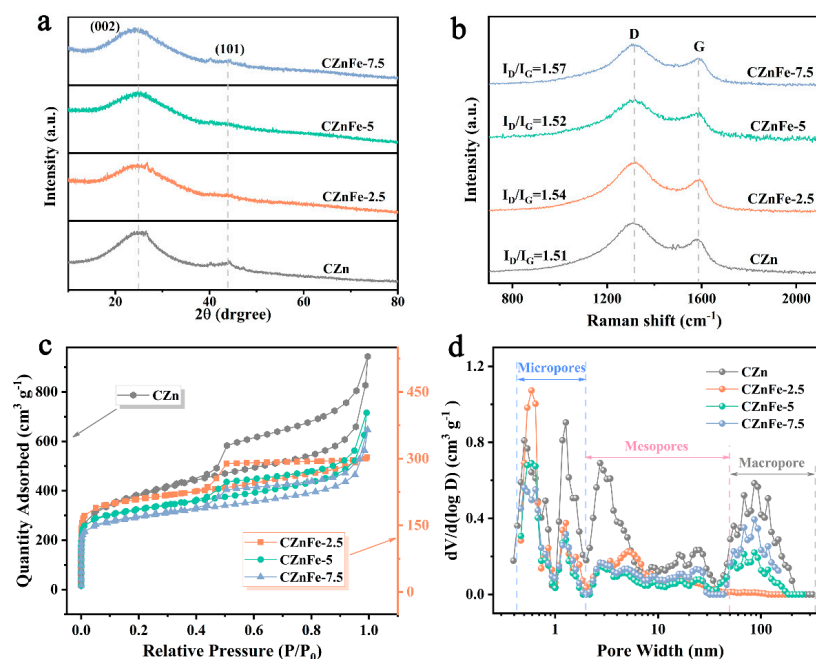 a
(002)
(101)
CZnFe-7.5
CZnFe-5
CZnFe-2.5
CZn
Intensity (a.u.)
20 40 60 80
2θ (drgree)
b
D
G
I_D/I_G=1.57
CZnFe-7.5
I_D/I_G=1.52
CZnFe-5
I_D/I_G=1.54
CZnFe-2.5
I_D/I_G=1.51
CZn
Intensity (a.u.)
800 1200 1600 2000
Raman shift (cm⁻¹)
c
CZn
CZnFe-2.5
CZnFe-5
CZnFe-7.5
Quantity Adsorbed (cm³ g⁻¹)
800
600
400
200
0
450
300
150
0
0.0 0.2 0.4 0.6 0.8 1.0
Relative Pressure (P/P₀)
d
Micropores
Mesopores
Macropore
CZn
CZnFe-2.5
CZnFe-5
CZnFe-7.5
dV/d(log D) (cm³ g⁻¹)
1.2
0.8
0.4
0.0
1 10 100
Pore Width (nm)